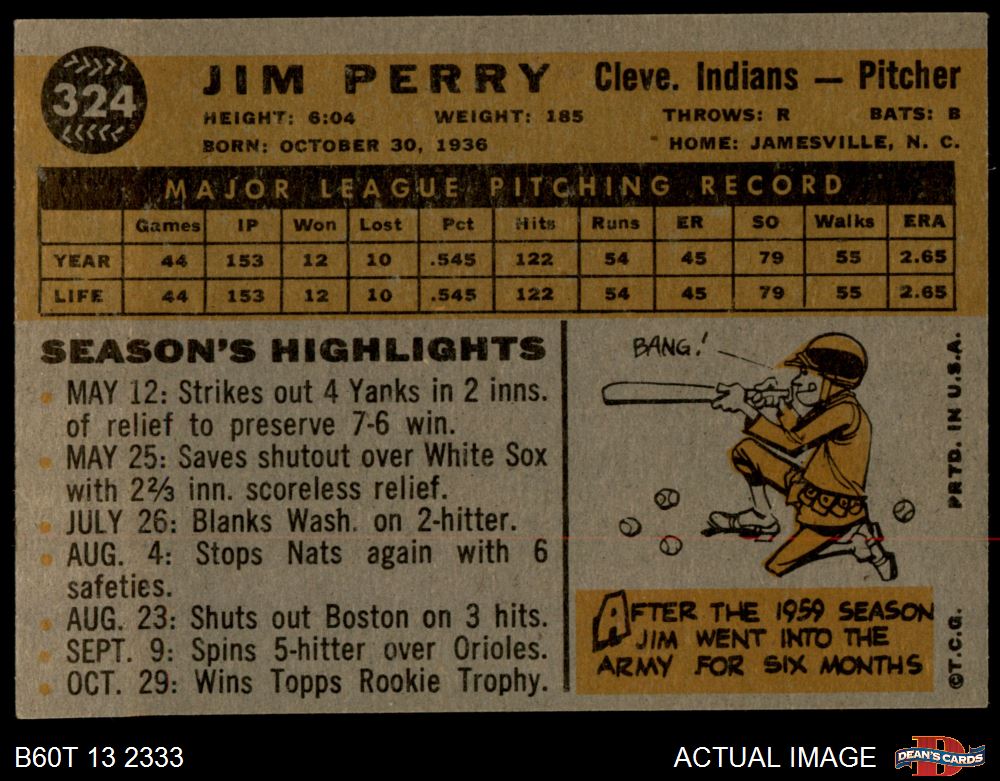 324
JIM PERRY Cleve. Indians — Pitcher
HEIGHT: 6:04 WEIGHT: 185 THROWS: R BATS: B
BORN: OCTOBER 30, 1936 HOME: JAMESVILLE, N. C.
MAJOR LEAGUE PITCHING RECORD
Games IP Won Lost Pct Hits Runs ER SO Walks ERA
YEAR 44 153 12 10 .545 122 54 45 79 55 2.65
LIFE 44 153 12 10 .545 122 54 45 79 55 2.65
SEASON'S HIGHLIGHTS
MAY 12: Strikes out 4 Yanks in 2 inns.
of relief to preserve 7-6 win.
MAY 25: Saves shutout over White Sox
with 2⅔ inn. scoreless relief.
JULY 26: Blanks Wash. on 2-hitter.
AUG. 4: Stops Nats again with 6
safeties.
AUG. 23: Shuts out Boston on 3 hits.
SEPT. 9: Spins 5-hitter over Orioles.
OCT. 29: Wins Topps Rookie Trophy.
BANG!
AFTER THE 1959 SEASON
JIM WENT INTO THE
ARMY FOR SIX MONTHS
©T.C.G. PRTD. IN U.S.A.
B60T 13 2333 ACTUAL IMAGE
D
DEAN'S CARDS